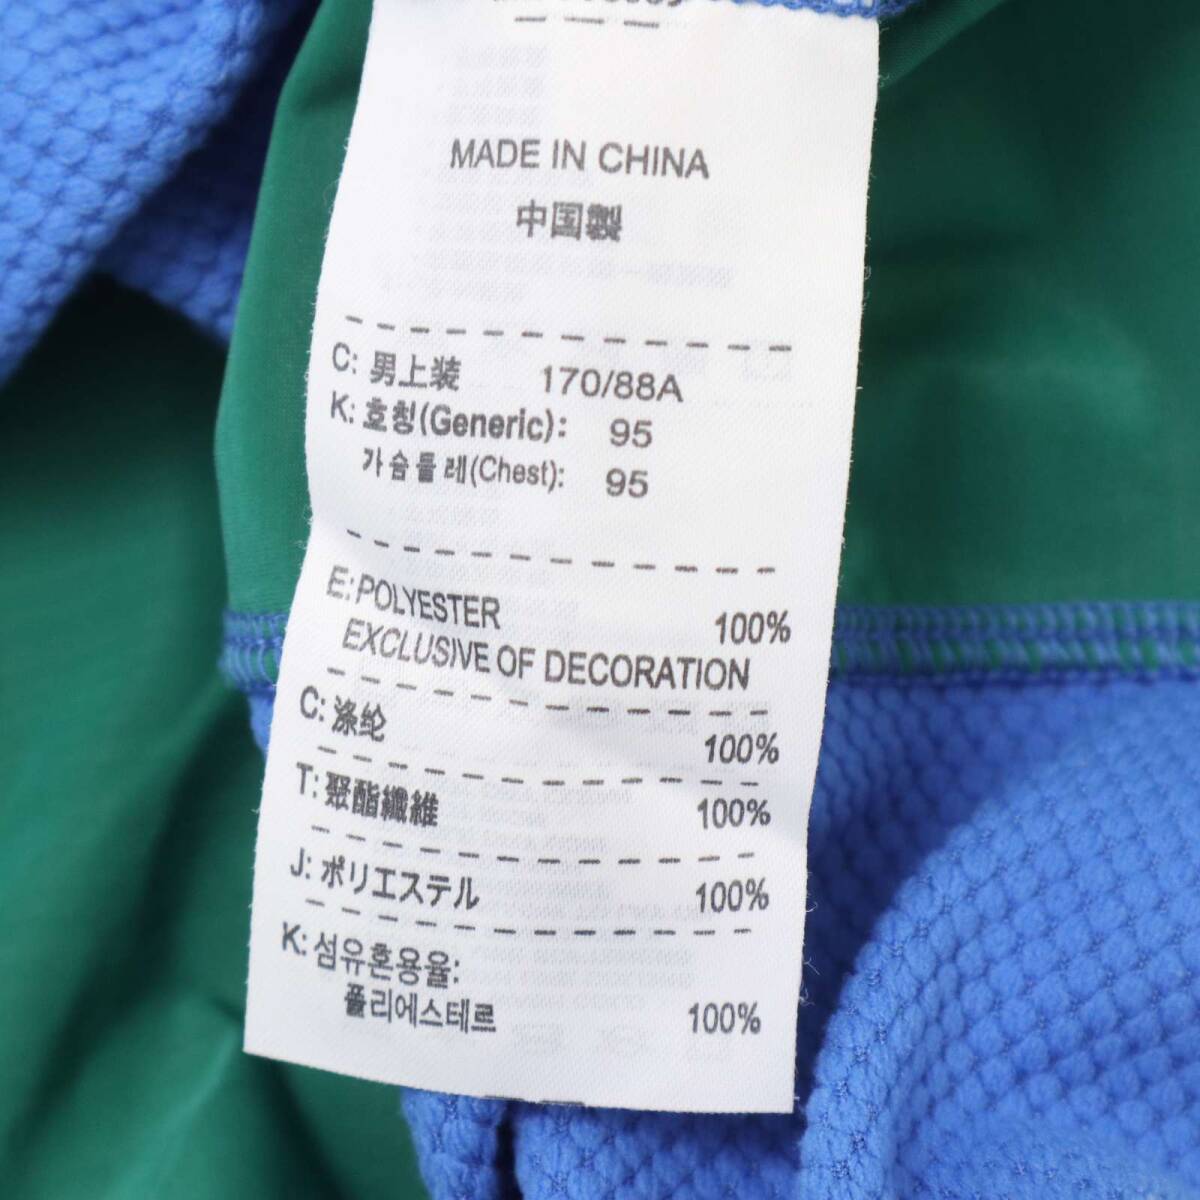 MADE IN CHINA
中国製
C: 男上装 170/88A
K: 호칭(Generic): 95
가슴둘레(Chest): 95
E: POLYESTER 100%
EXCLUSIVE OF DECORATION
C: 涤纶 100%
T: 聚酯纖維 100%
J: ポリエステル 100%
K: 섬유혼용율:
폴리에스테르 100%